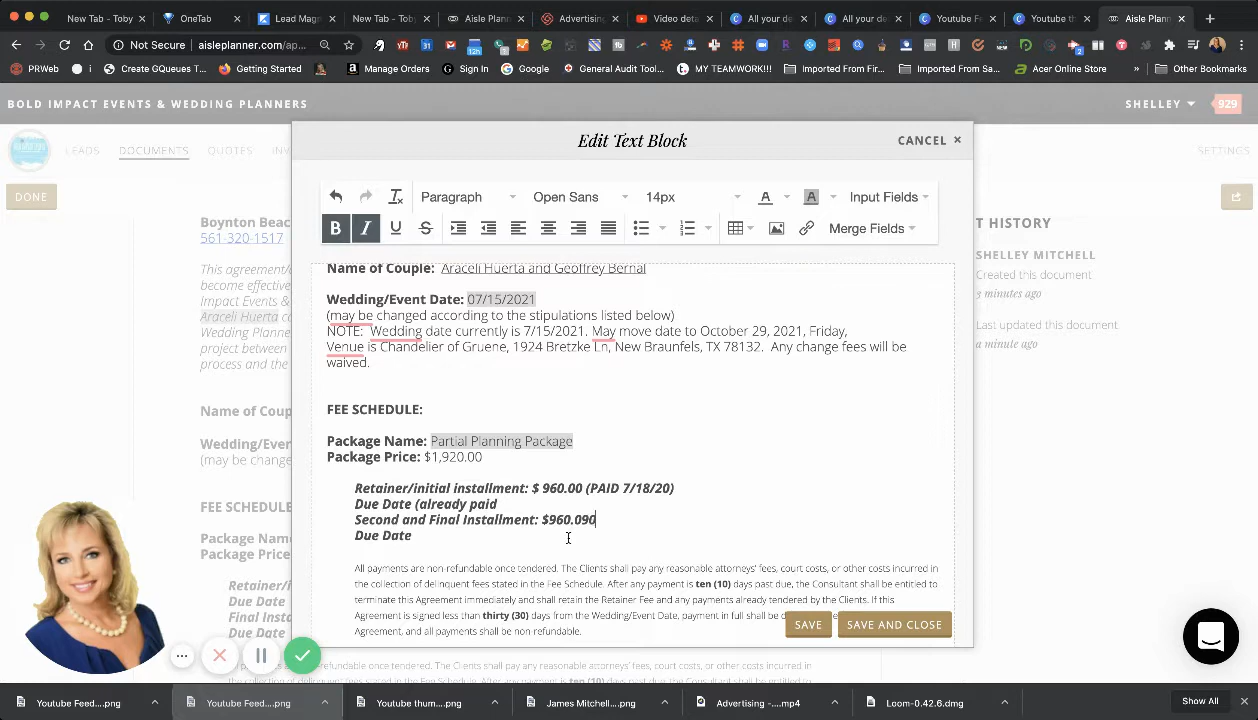 New Tab - Toby
OneTab
Lead Magn
New Tab - Toby
Aisle Planne
Advertising
Video deta
All your de
All your de
Youtube Fe
Youtube th
Aisle Plann
Not Secure | aisleplanner.com/ap...
PRWeb
i
Create GQueues T...
Getting Started
Manage Orders
Sign In
Google
General Audit Tool...
MY TEAMWORK!!!
Imported From Fir...
Imported From Sa...
Acer Online Store
»
Other Bookmarks
BOLD IMPACT EVENTS & WEDDING PLANNERS
SHELLEY
929
LEADS
DOCUMENTS
QUOTES
INV
SETTINGS
DONE
Edit Text Block
CANCEL ×
Paragraph
Open Sans
14px
A
A
Input Fields
B
I
U
S
Merge Fields
Boynton Beac
561-320-1517
This agreement/
become effective
Impact Events &
Araceli Huerta co
Wedding Planne
project between
process and the
Name of Coup
Wedding/Even
(may be change
FEE SCHEDULE
Package Name
Package Price:
Retainer/i
Due Date
Final Insta
Due Date
Name of Couple: Araceli Huerta and Geoffrey Bernal
Wedding/Event Date: 07/15/2021
(may be changed according to the stipulations listed below)
NOTE: Wedding date currently is 7/15/2021. May move date to October 29, 2021, Friday,
Venue is Chandelier of Gruene, 1924 Bretzke Ln, New Braunfels, TX 78132. Any change fees will be
waived.
FEE SCHEDULE:
Package Name: Partial Planning Package
Package Price: $1,920.00
Retainer/initial installment: $ 960.00 (PAID 7/18/20)
Due Date (already paid
Second and Final Installment: $960.090
Due Date
All payments are non-refundable once tendered. The Clients shall pay any reasonable attorneys' fees, court costs, or other costs incurred in
the collection of delinquent fees stated in the Fee Schedule. After any payment is ten (10) days past due, the Consultant shall be entitled to
terminate this Agreement immediately and shall retain the Retainer Fee and any payments already tendered by the Clients. If this
Agreement is signed less than thirty (30) days from the Wedding/Event Date, payment in full shall be d
Agreement, and all payments shall be non-refundable.
SAVE
SAVE AND CLOSE
T HISTORY
SHELLEY MITCHELL
Created this document
3 minutes ago
Last updated this document
a minute ago
Youtube Feed....png
Youtube Feed....png
Youtube thum....png
James Mitchell....png
Advertising -....mp4
Loom-0.42.6.dmg
Show All